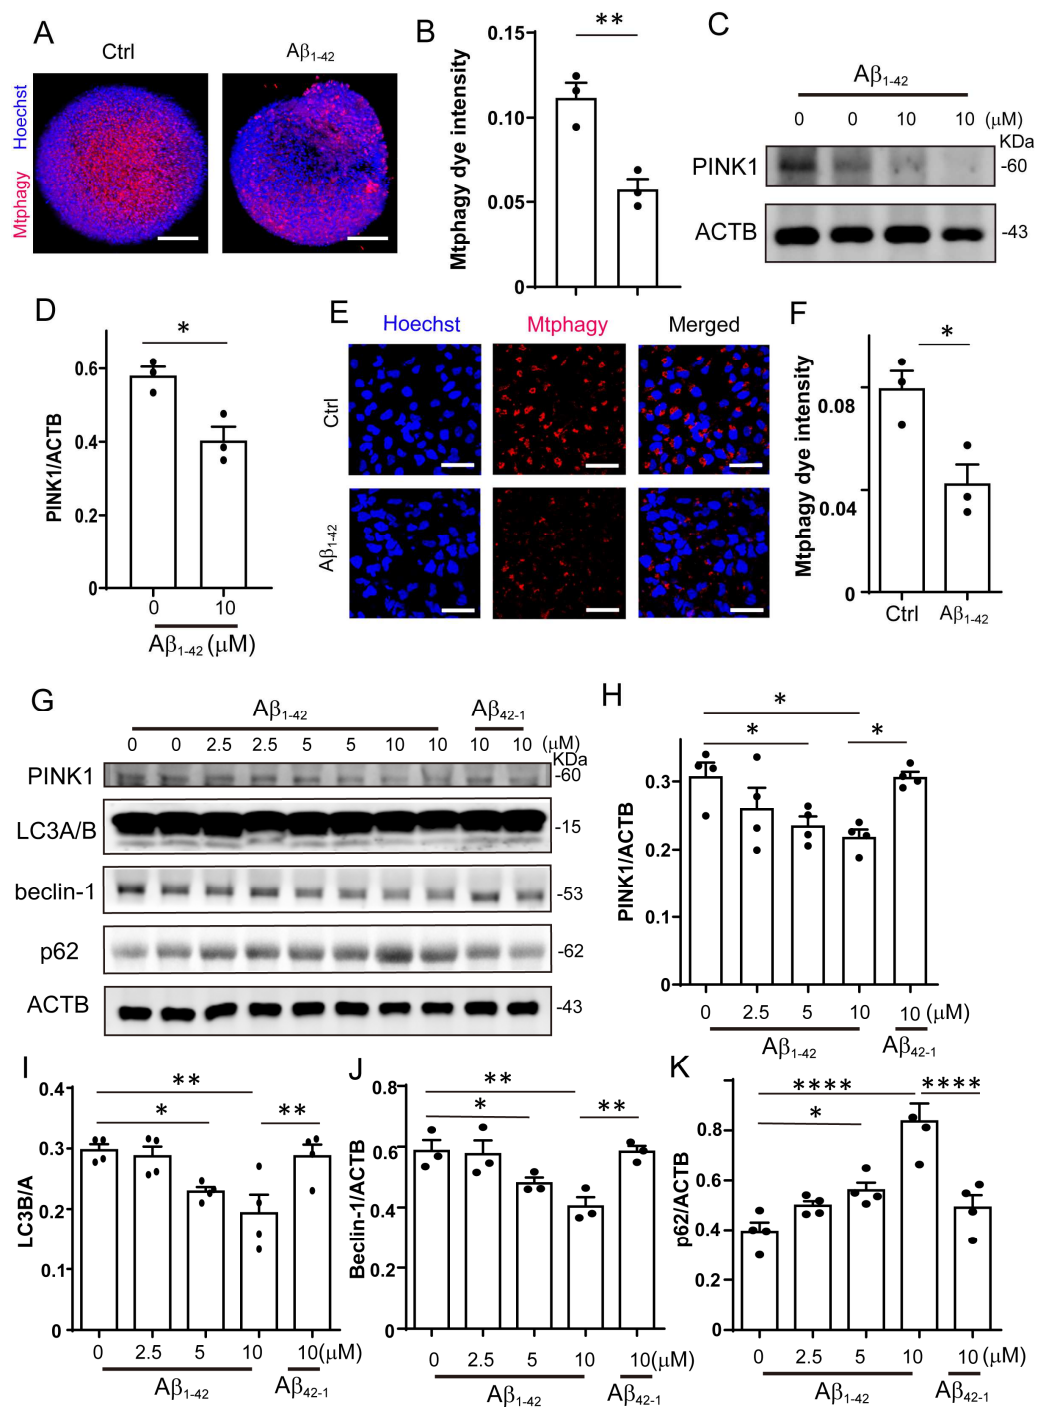 A
Ctrl
Aβ1-42
Mtphagy Hoechst
B
**
Mtphagy dye intensity
0.15
0.10
0.05
0
C
Aβ1-42
0 0 10 10 (μM)
KDa
PINK1 -60
ACTB -43
D
*
PINK1/ACTB
0.6
0.4
0.2
0
0 10
Aβ1-42 (μM)
E
Hoechst Mtphagy Merged
Ctrl
Aβ1-42
F
*
Mtphagy dye intensity
0.08
0.04
0
Ctrl Aβ1-42
G
Aβ1-42 Aβ42-1
0 0 2.5 2.5 5 5 10 10 10 10 (μM)
KDa
PINK1 -60
LC3A/B -15
beclin-1 -53
p62 -62
ACTB -43
H
*
* *
PINK1/ACTB
0.3
0.2
0.1
0
0 2.5 5 10 10 (μM)
Aβ1-42 Aβ42-1
I
**
* **
LC3B/A
0.4
0.3
0.2
0.1
0
0 2.5 5 10 10(μM)
Aβ1-42 Aβ42-1
J
**
* **
Beclin-1/ACTB
0.8
0.6
0.4
0.2
0
0 2.5 5 10 10(μM)
Aβ1-42 Aβ42-1
K
**** ****
*
p62/ACTB
0.8
0.6
0.4
0.2
0
0 2.5 5 10 10(μM)
Aβ1-42 Aβ42-1